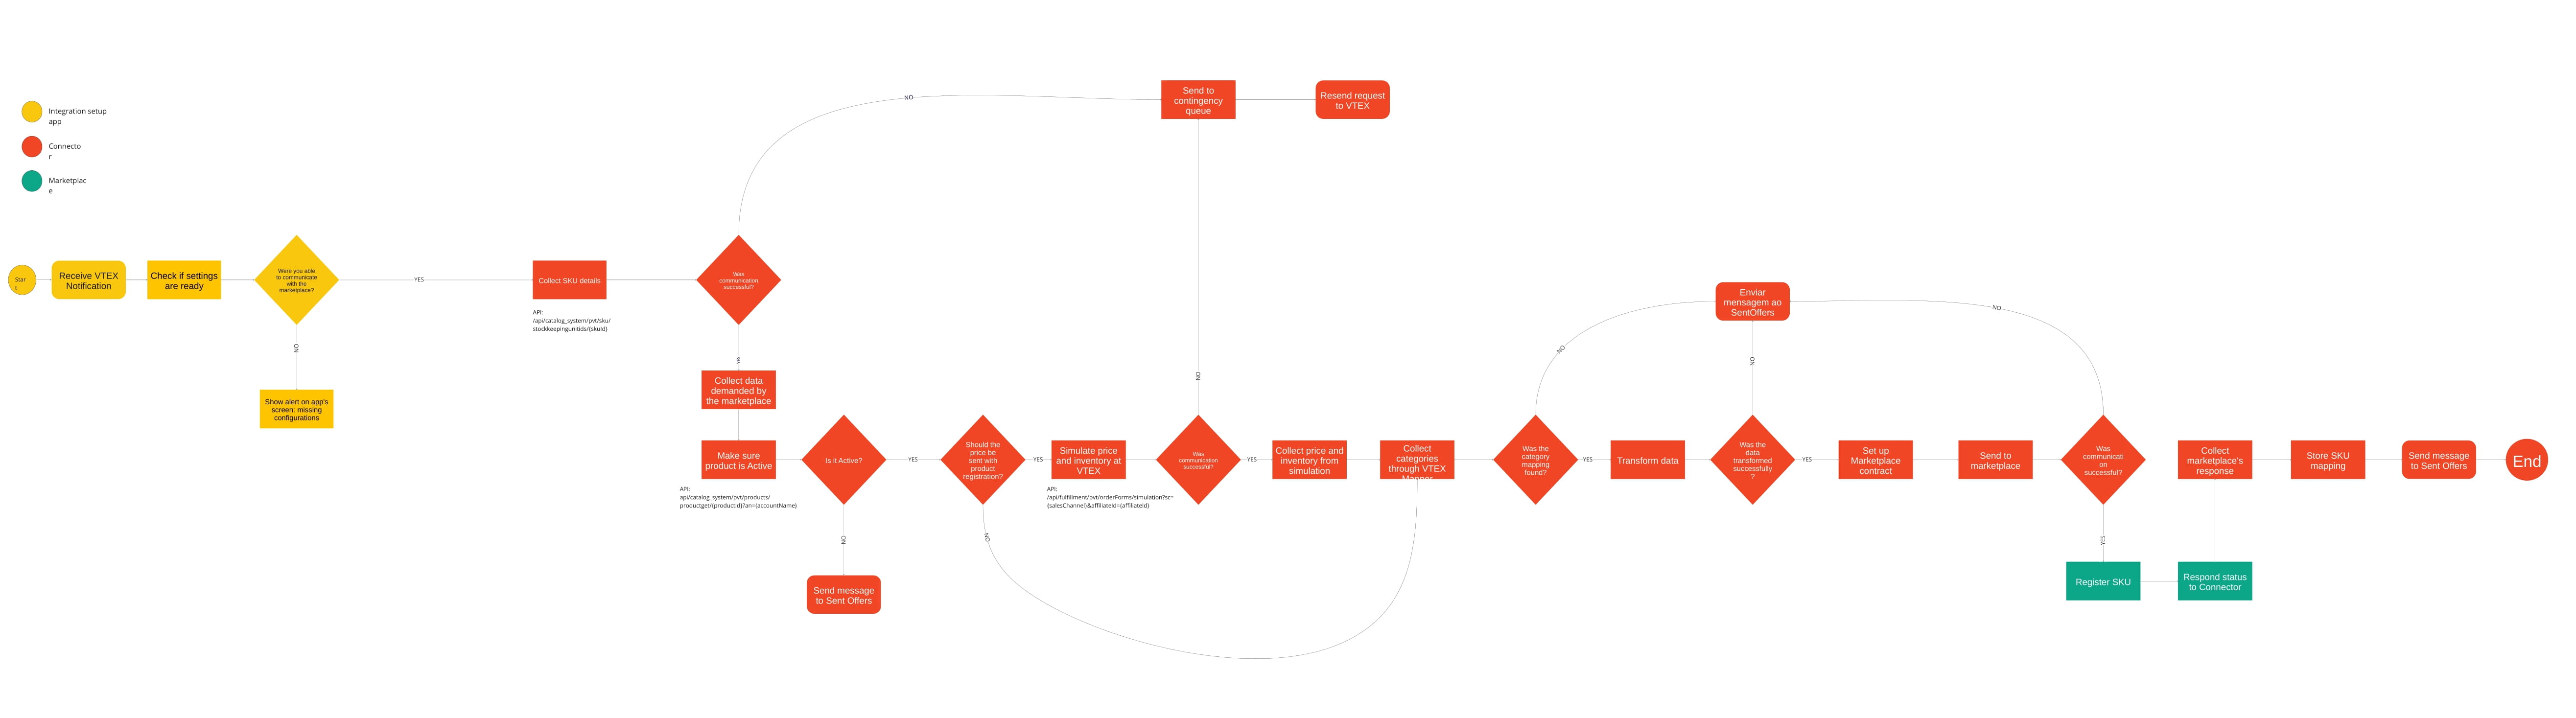 Integration setup
app
Connecto
r
Marketplac
e
Star
t
Receive VTEX
Notification
Check if settings
are ready
Were you able
to communicate
with the
marketplace?
NO
Show alert on app's
screen: missing
configurations
YES
Collect SKU details
API:
/api/catalog_system/pvt/sku/
stockkeepingunitids/{skuId}
Was
communication
successful?
NO
Send to
contingency
queue
Resend request
to VTEX
YES
Collect data
demanded by
the marketplace
Make sure
product is Active
API:
api/catalog_system/pvt/products/
productget/{productId}?an={accountName}
Is it Active?
NO
Send message
to Sent Offers
YES
Should the
price be
sent with
product
registration?
NO
YES
Simulate price
and inventory at
VTEX
API:
/api/fulfillment/pvt/orderForms/simulation?sc=
{salesChannel}&affiliateId={affiliateId}
Was
communication
successful?
NO
YES
Collect price and
inventory from
simulation
Collect
categories
through VTEX
Mapper
Was the
category
mapping
found?
NO
YES
Transform data
Was the
data
transformed
successfully
?
NO
Enviar
mensagem ao
SentOffers
YES
Set up
Marketplace
contract
Send to
marketplace
Was
communicati
on
successful?
NO
YES
Register SKU
Respond status
to Connector
Collect
marketplace's
response
Store SKU
mapping
Send message
to Sent Offers
End